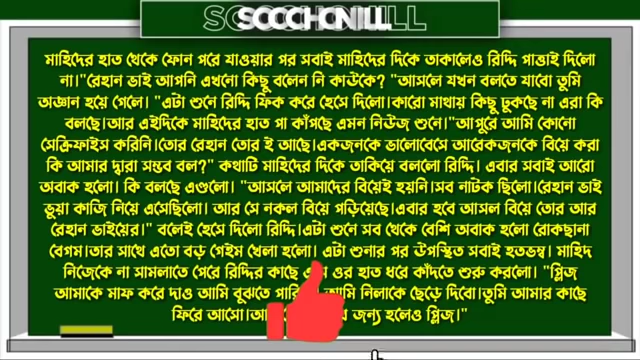 SCOCCHCNILLL
মাহিদের হাত থেকে ফোন পরে যাওয়ার পর সবাই মাহিদের দিকে তাকালেও রিদ্দি পাত্তাই দিলো
না।"রেহান ভাই আপনি এখনো কিছু বলেন নি কাউকে? "আসলে যখন বলতে যাবো তুমি
অজ্ঞান হয়ে গেলে। "এটা শুনে রিদ্দি ফিক করে হেসে দিলো।কারো মাথায় কিছু ঢুকছে না এরা কি
বলছে।আর এইদিকে মাহিদের হাত পা কাঁপছে এমন নিউজ শুনে।"আপুরে আমি কোনো
সেক্রিফাইস করিনি।তোর রেহান তোর ই আছে।একজনকে ভালোবেসে আরেকজনকে বিয়ে করা
কি আমার দ্বারা সম্ভব বল?" কথাটি মাহিদের দিকে তাকিয়ে বললো রিদ্দি। এবার সবাই আরো
অবাক হলো। কি বলছে এগুলো। "আসলে আমাদের বিয়েই হয়নি।সব নাটক ছিলো।রেহান ভাই
ভুয়া কাজি নিয়ে এসেছিলো। আর সে নকল বিয়ে পড়িয়েছে।এবার হবে আসল বিয়ে তোর আর
রেহান ভাইয়ের।" বলেই হেসে দিলো রিদ্দি।এটা শুনে সব থেকে বেশি অবাক হলো রোকছানা
বেগম।তার সাথে এতো বড় গেইম খেলা হলো। এটা শুনার পর উপস্থিত সবাই হতভম্ব। মাহিদ
নিজেকে না সামলাতে পেরে রিদ্দির কাছে ওর হাত ধরে কাঁদতে শুরু করলো। "প্লিজ
আমাকে মাফ করে দাও আমি বুঝতে আমি নিলাকে ছেড়ে দিবো।তুমি আমার কাছে
ফিরে আসো। জন্য হলেও প্লিজ।"